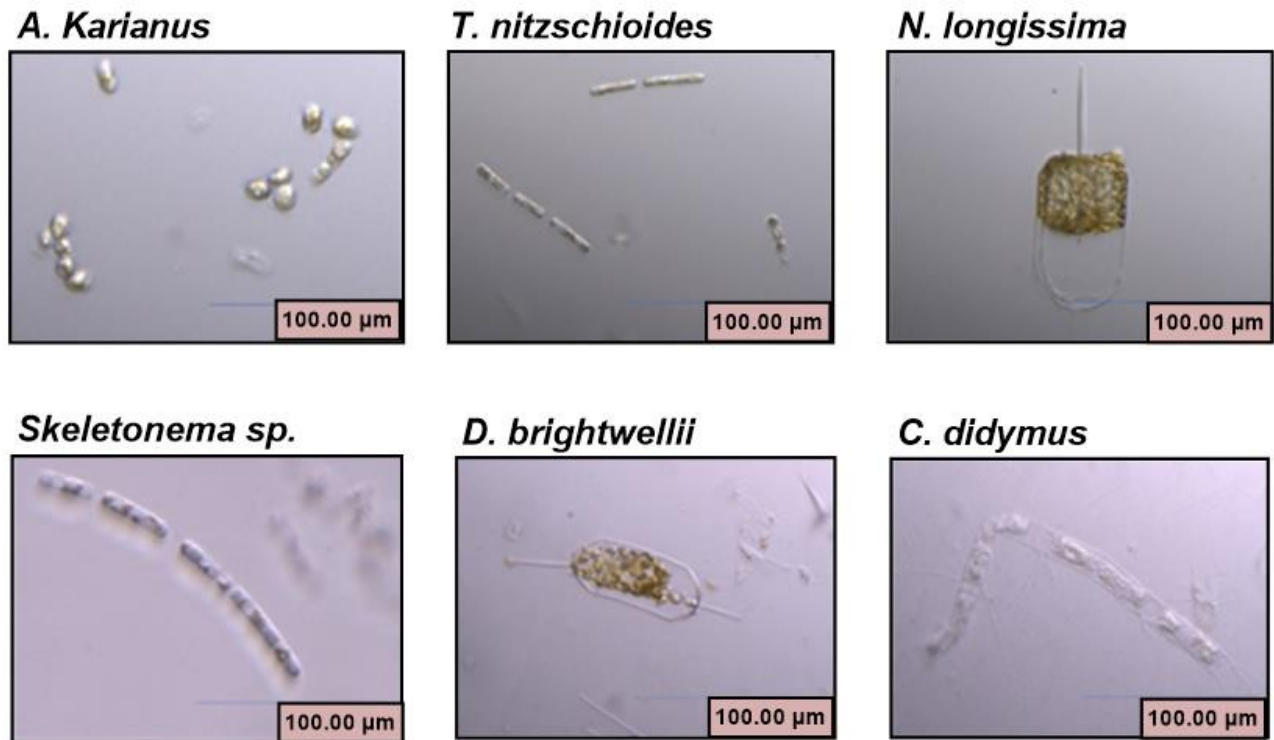 A. Karianus
T. nitzschioides
N. longissima
100.00 µm
100.00 µm
100.00 µm
Skeletonema sp.
D. brightwellii
C. didymus
100.00 µm
100.00 µm
100.00 µm